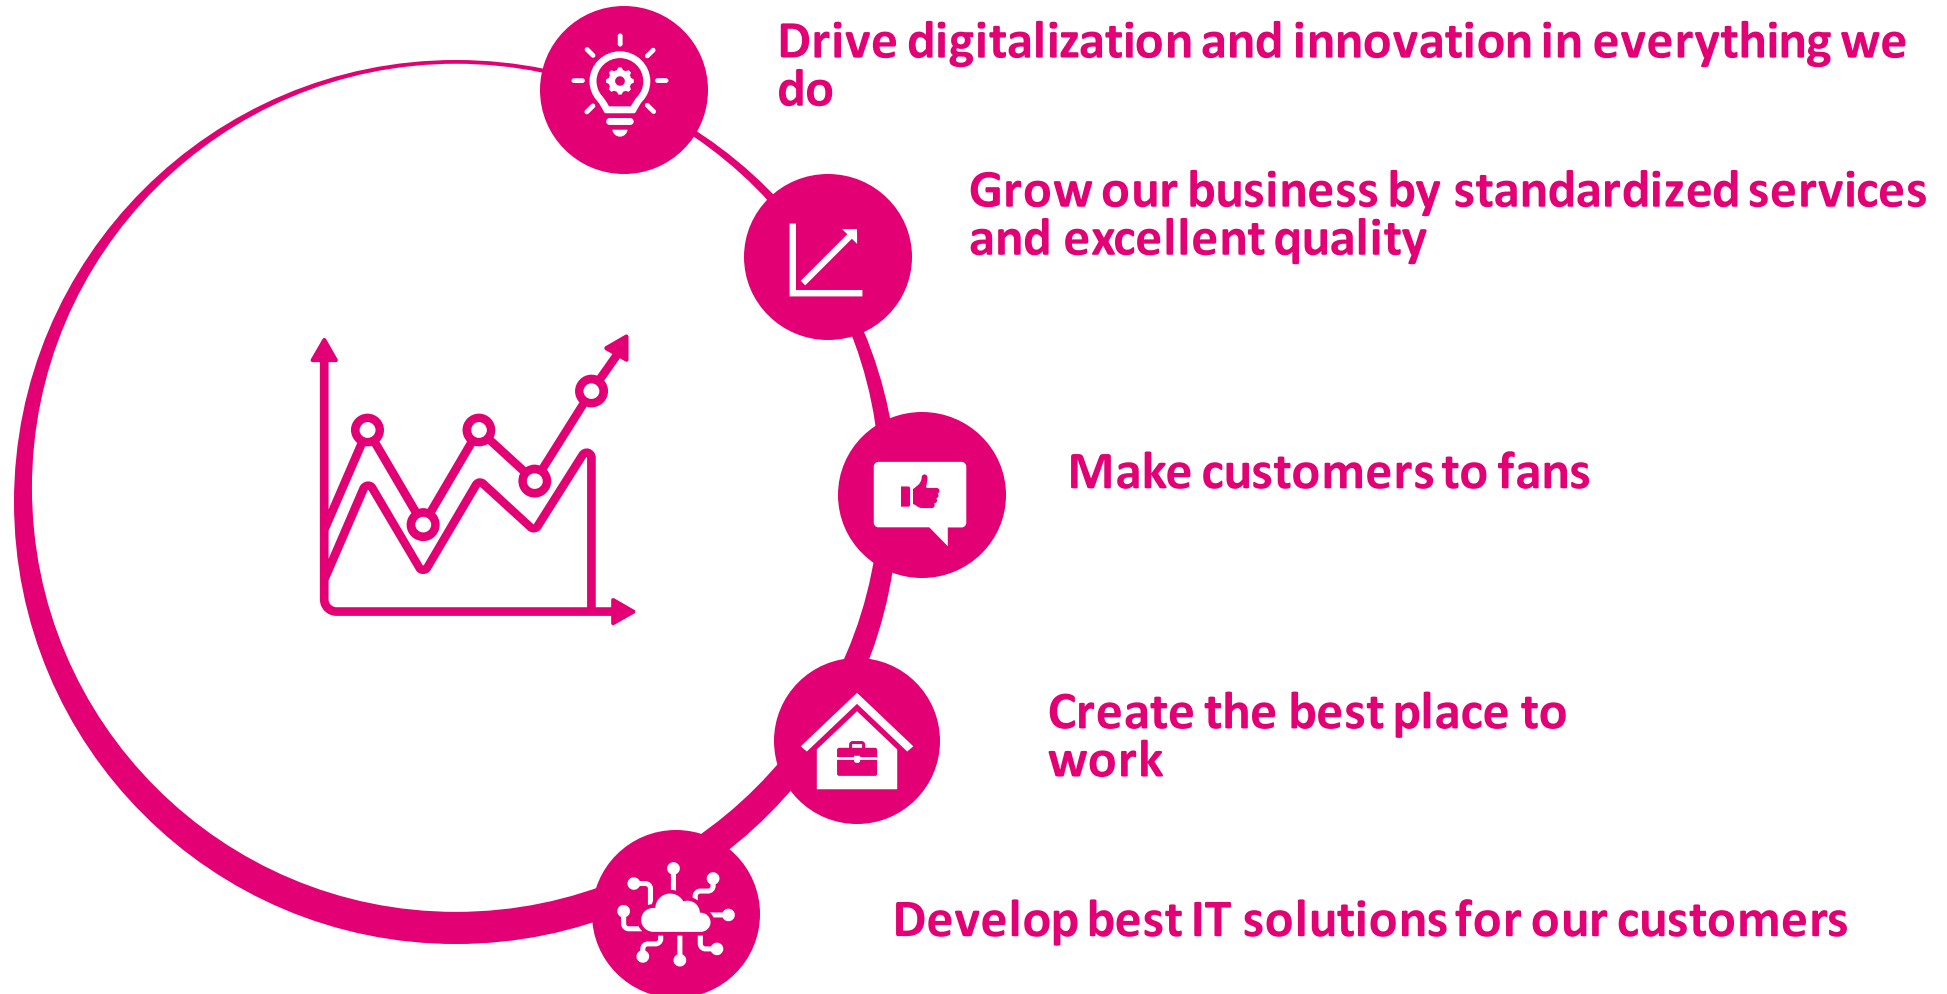 Drive digitalization and innovation in everything we
do
Grow our business by standardized services
and excellent quality
Make customers to fans
Create the best place to
work
Develop best IT solutions for our customers